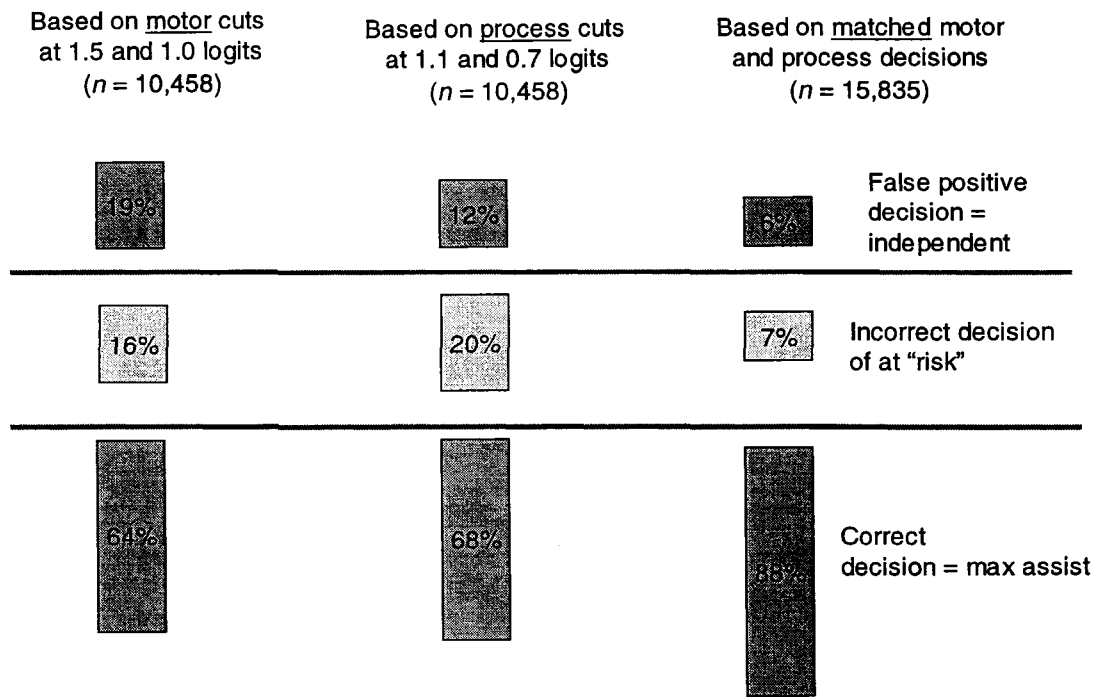 Based on motor cuts
at 1.5 and 1.0 logits
(n = 10,458)
Based on process cuts
at 1.1 and 0.7 logits
(n = 10,458)
Based on matched motor
and process decisions
(n = 15,835)
19%
12%
6%
False positive
decision =
independent
16%
20%
7%
Incorrect decision
of at “risk”
64%
68%
88%
Correct
decision = max assist